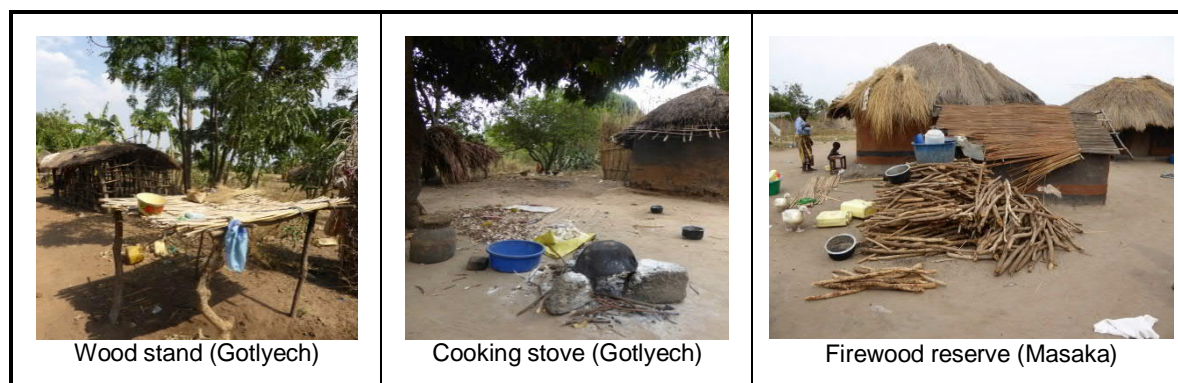 Wood stand (Gotlyech)
Cooking stove (Gotlyech)
Firewood reserve (Masaka)